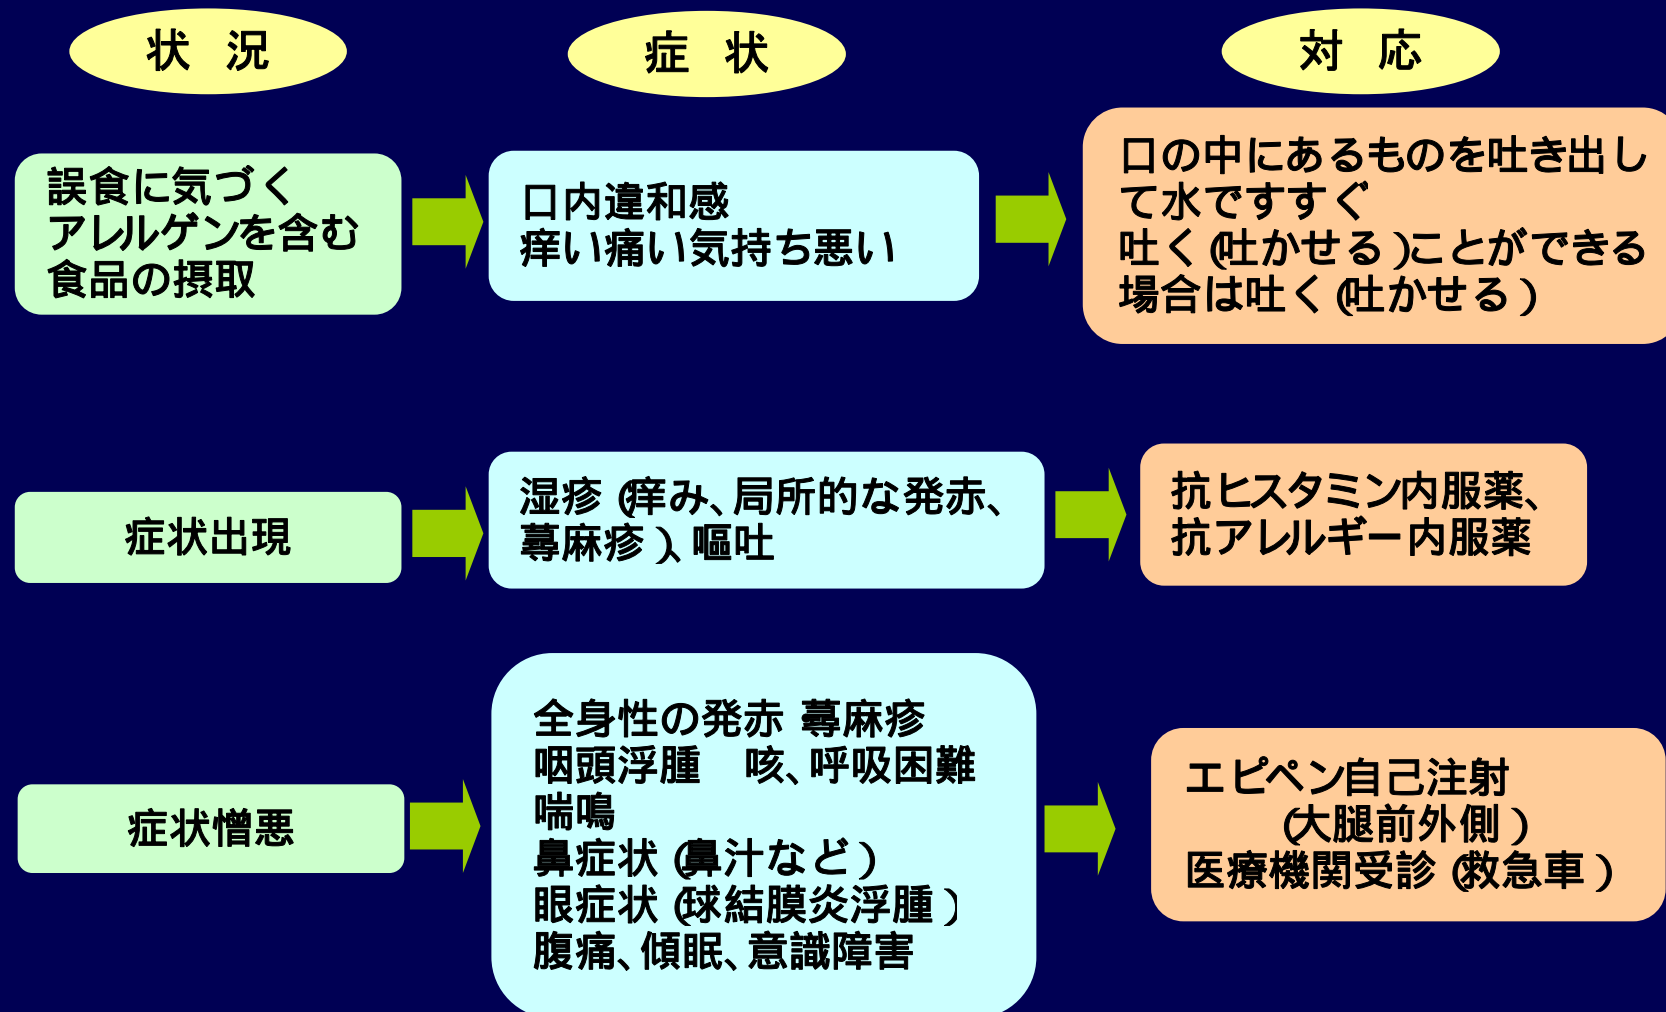 状 況
症 状
対 応
誤食に気づく
アレルゲンを含む
食品の摂取
口内違和感
痒い痛い気持ち悪い
口の中にあるものを吐き出し
て水ですすぐ
吐く(吐かせる)ことができる
場合は吐く(吐かせる)
症状出現
湿疹(痒み、局所的な発赤、
蕁麻疹)、嘔吐
抗ヒスタミン内服薬、
抗アレルギー内服薬
症状憎悪
全身性の発赤 蕁麻疹
咽頭浮腫 咳、呼吸困難
喘鳴
鼻症状(鼻汁など)
眼症状(球結膜炎浮腫)
腹痛、傾眠、意識障害
エピペン自己注射
(大腿前外側)
医療機関受診(救急車)